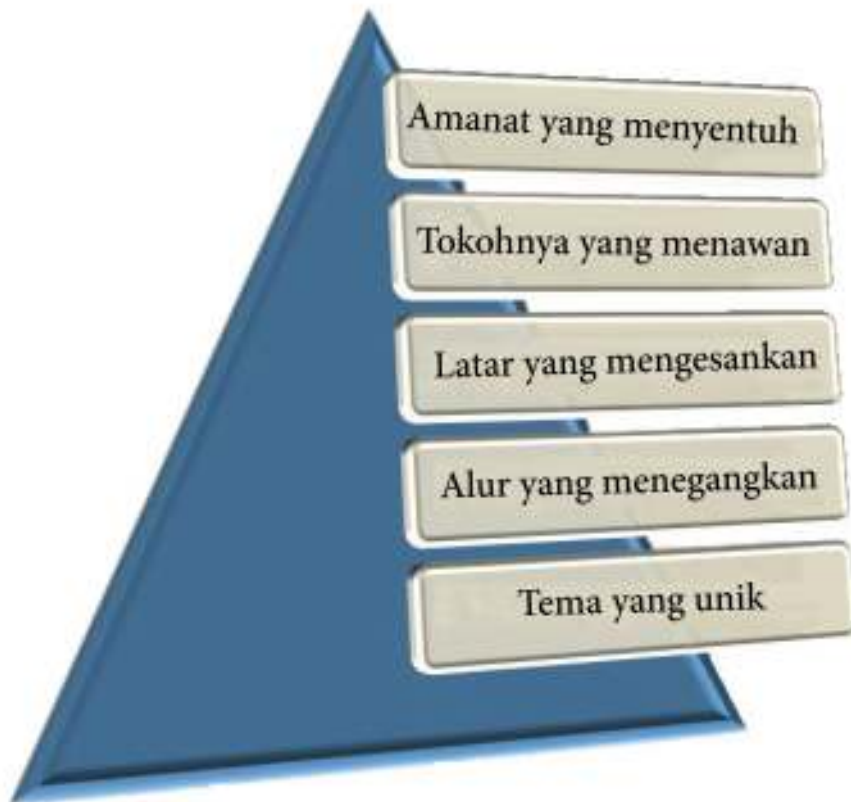 Amanat yang menyentuh
Tokohnya yang menawan
Latar yang mengesankan
Alur yang menegangkan
Tema yang unik